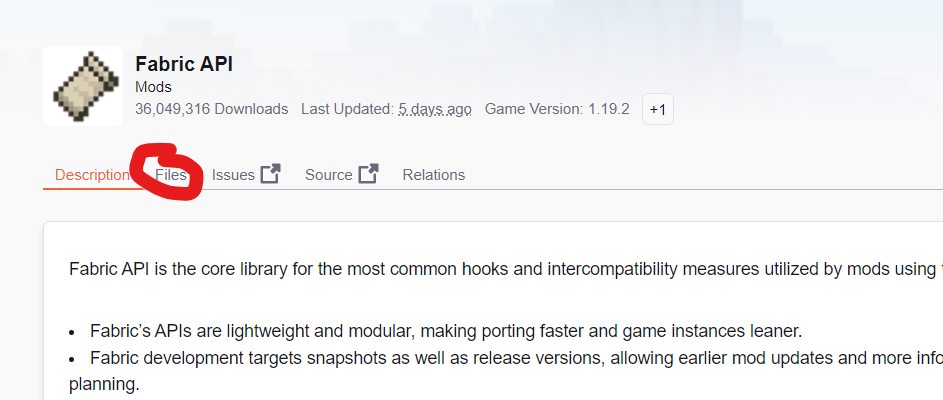 Fabric API
Mods
36,049,316 Downloads Last Updated: 5 days ago Game Version: 1.19.2 +1
Description Files Issues Source Relations
Fabric API is the core library for the most common hooks and intercompatibility measures utilized by mods using
• Fabric’s APIs are lightweight and modular, making porting faster and game instances leaner.
• Fabric development targets snapshots as well as release versions, allowing earlier mod updates and more info
planning.